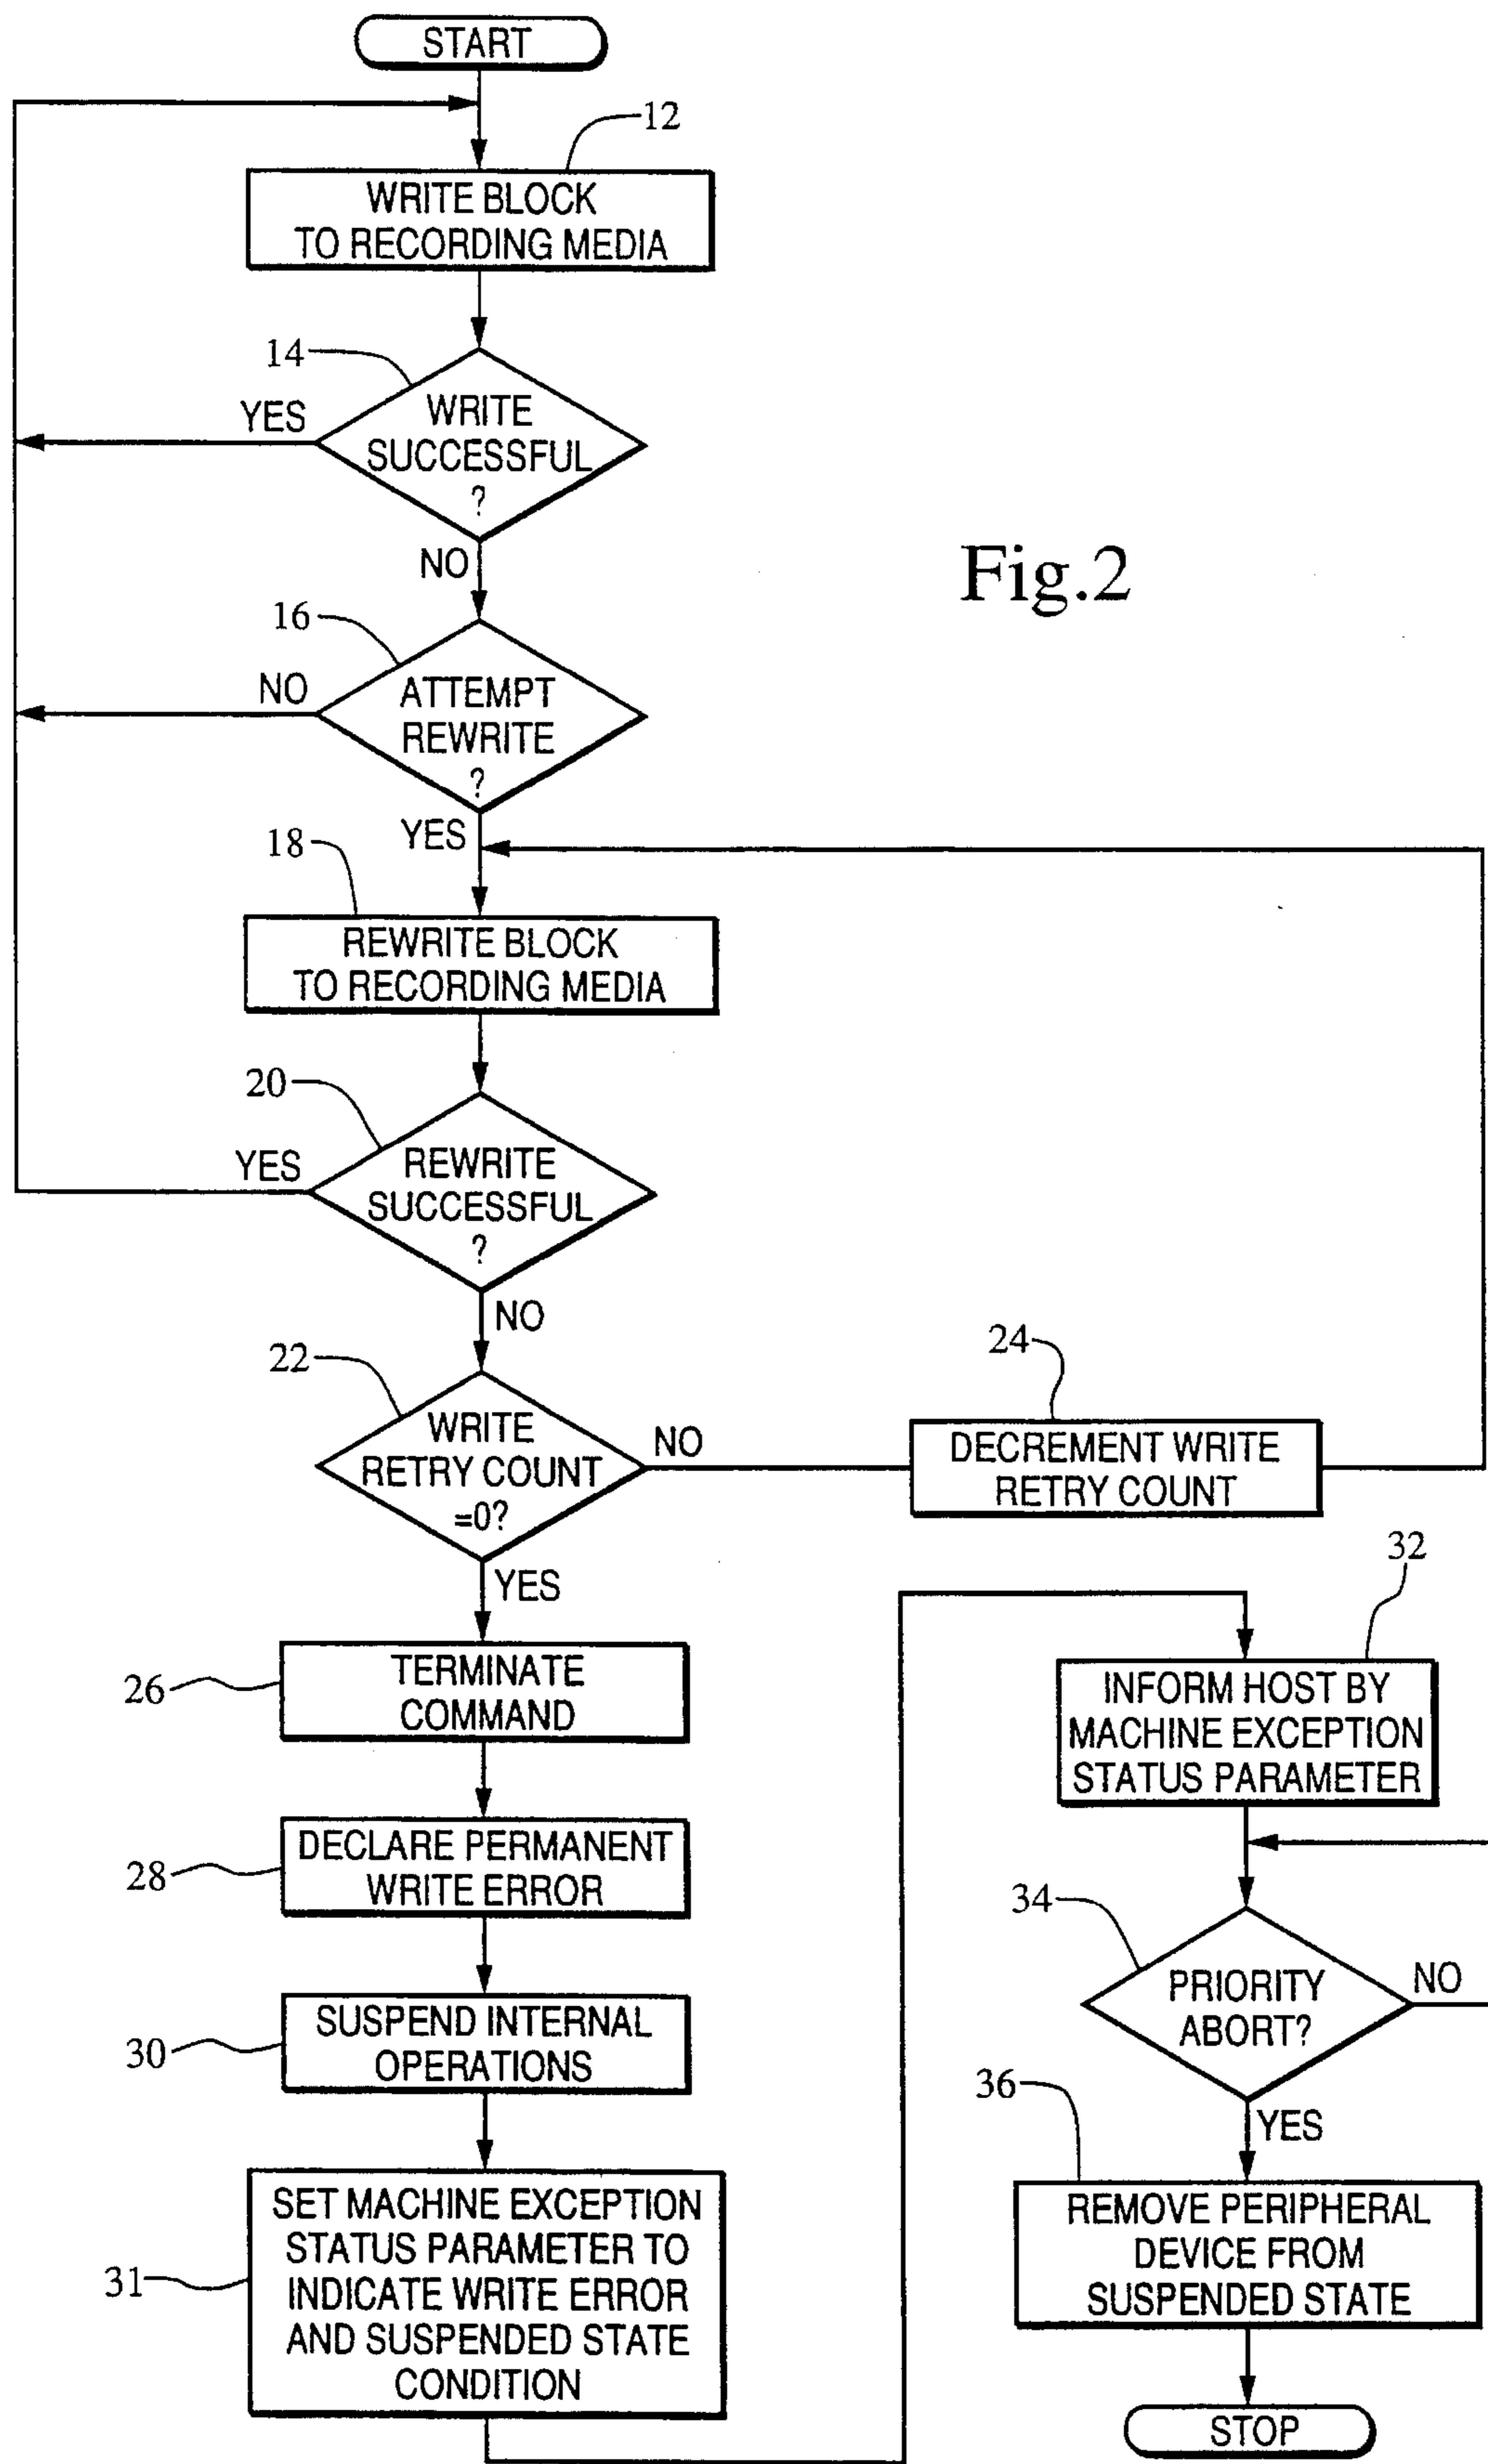 START
12
WRITE BLOCK
TO RECORDING MEDIA
14
YES
WRITE
SUCCESSFUL
?
NO
Fig.2
16
NO
ATTEMPT
REWRITE
?
YES
18
REWRITE BLOCK
TO RECORDING MEDIA
20
YES
REWRITE
SUCCESSFUL
?
NO
22
WRITE
RETRY COUNT
=0?
NO
24
DECREMENT WRITE
RETRY COUNT
YES
26
TERMINATE
COMMAND
28
DECLARE PERMANENT
WRITE ERROR
30
SUSPEND INTERNAL
OPERATIONS
31
SET MACHINE EXCEPTION
STATUS PARAMETER TO
INDICATE WRITE ERROR
AND SUSPENDED STATE
CONDITION
32
INFORM HOST BY
MACHINE EXCEPTION
STATUS PARAMETER
34
PRIORITY
ABORT?
NO
YES
36
REMOVE PERIPHERAL
DEVICE FROM
SUSPENDED STATE
STOP